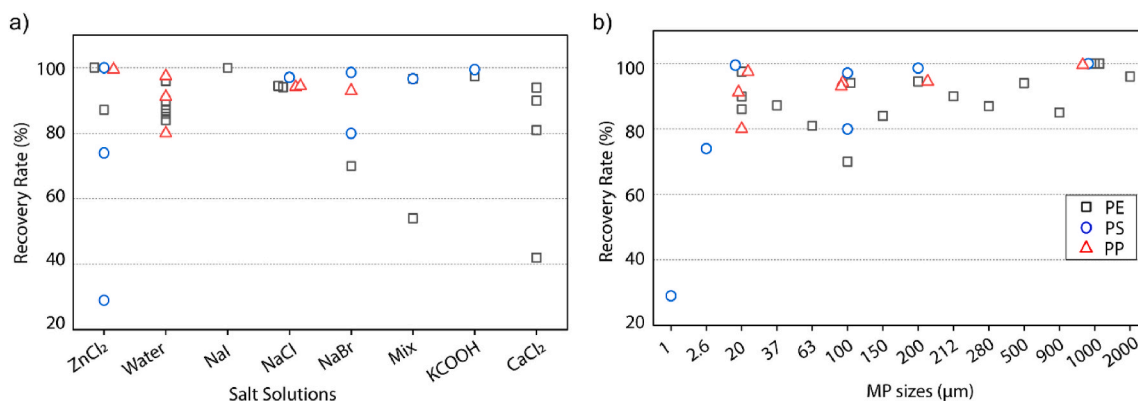 a)
100
80
60
40
20
Recovery Rate (%)
ZnCl₂
Water
NaI
NaCl
NaBr
Mix
KCOOH
CaCl₂
Salt Solutions
b)
100
80
60
40
20
Recovery Rate (%)
PE
PS
PP
1
2.6
20
37
63
100
150
200
212
280
500
900
1000
2000
MP sizes (µm)